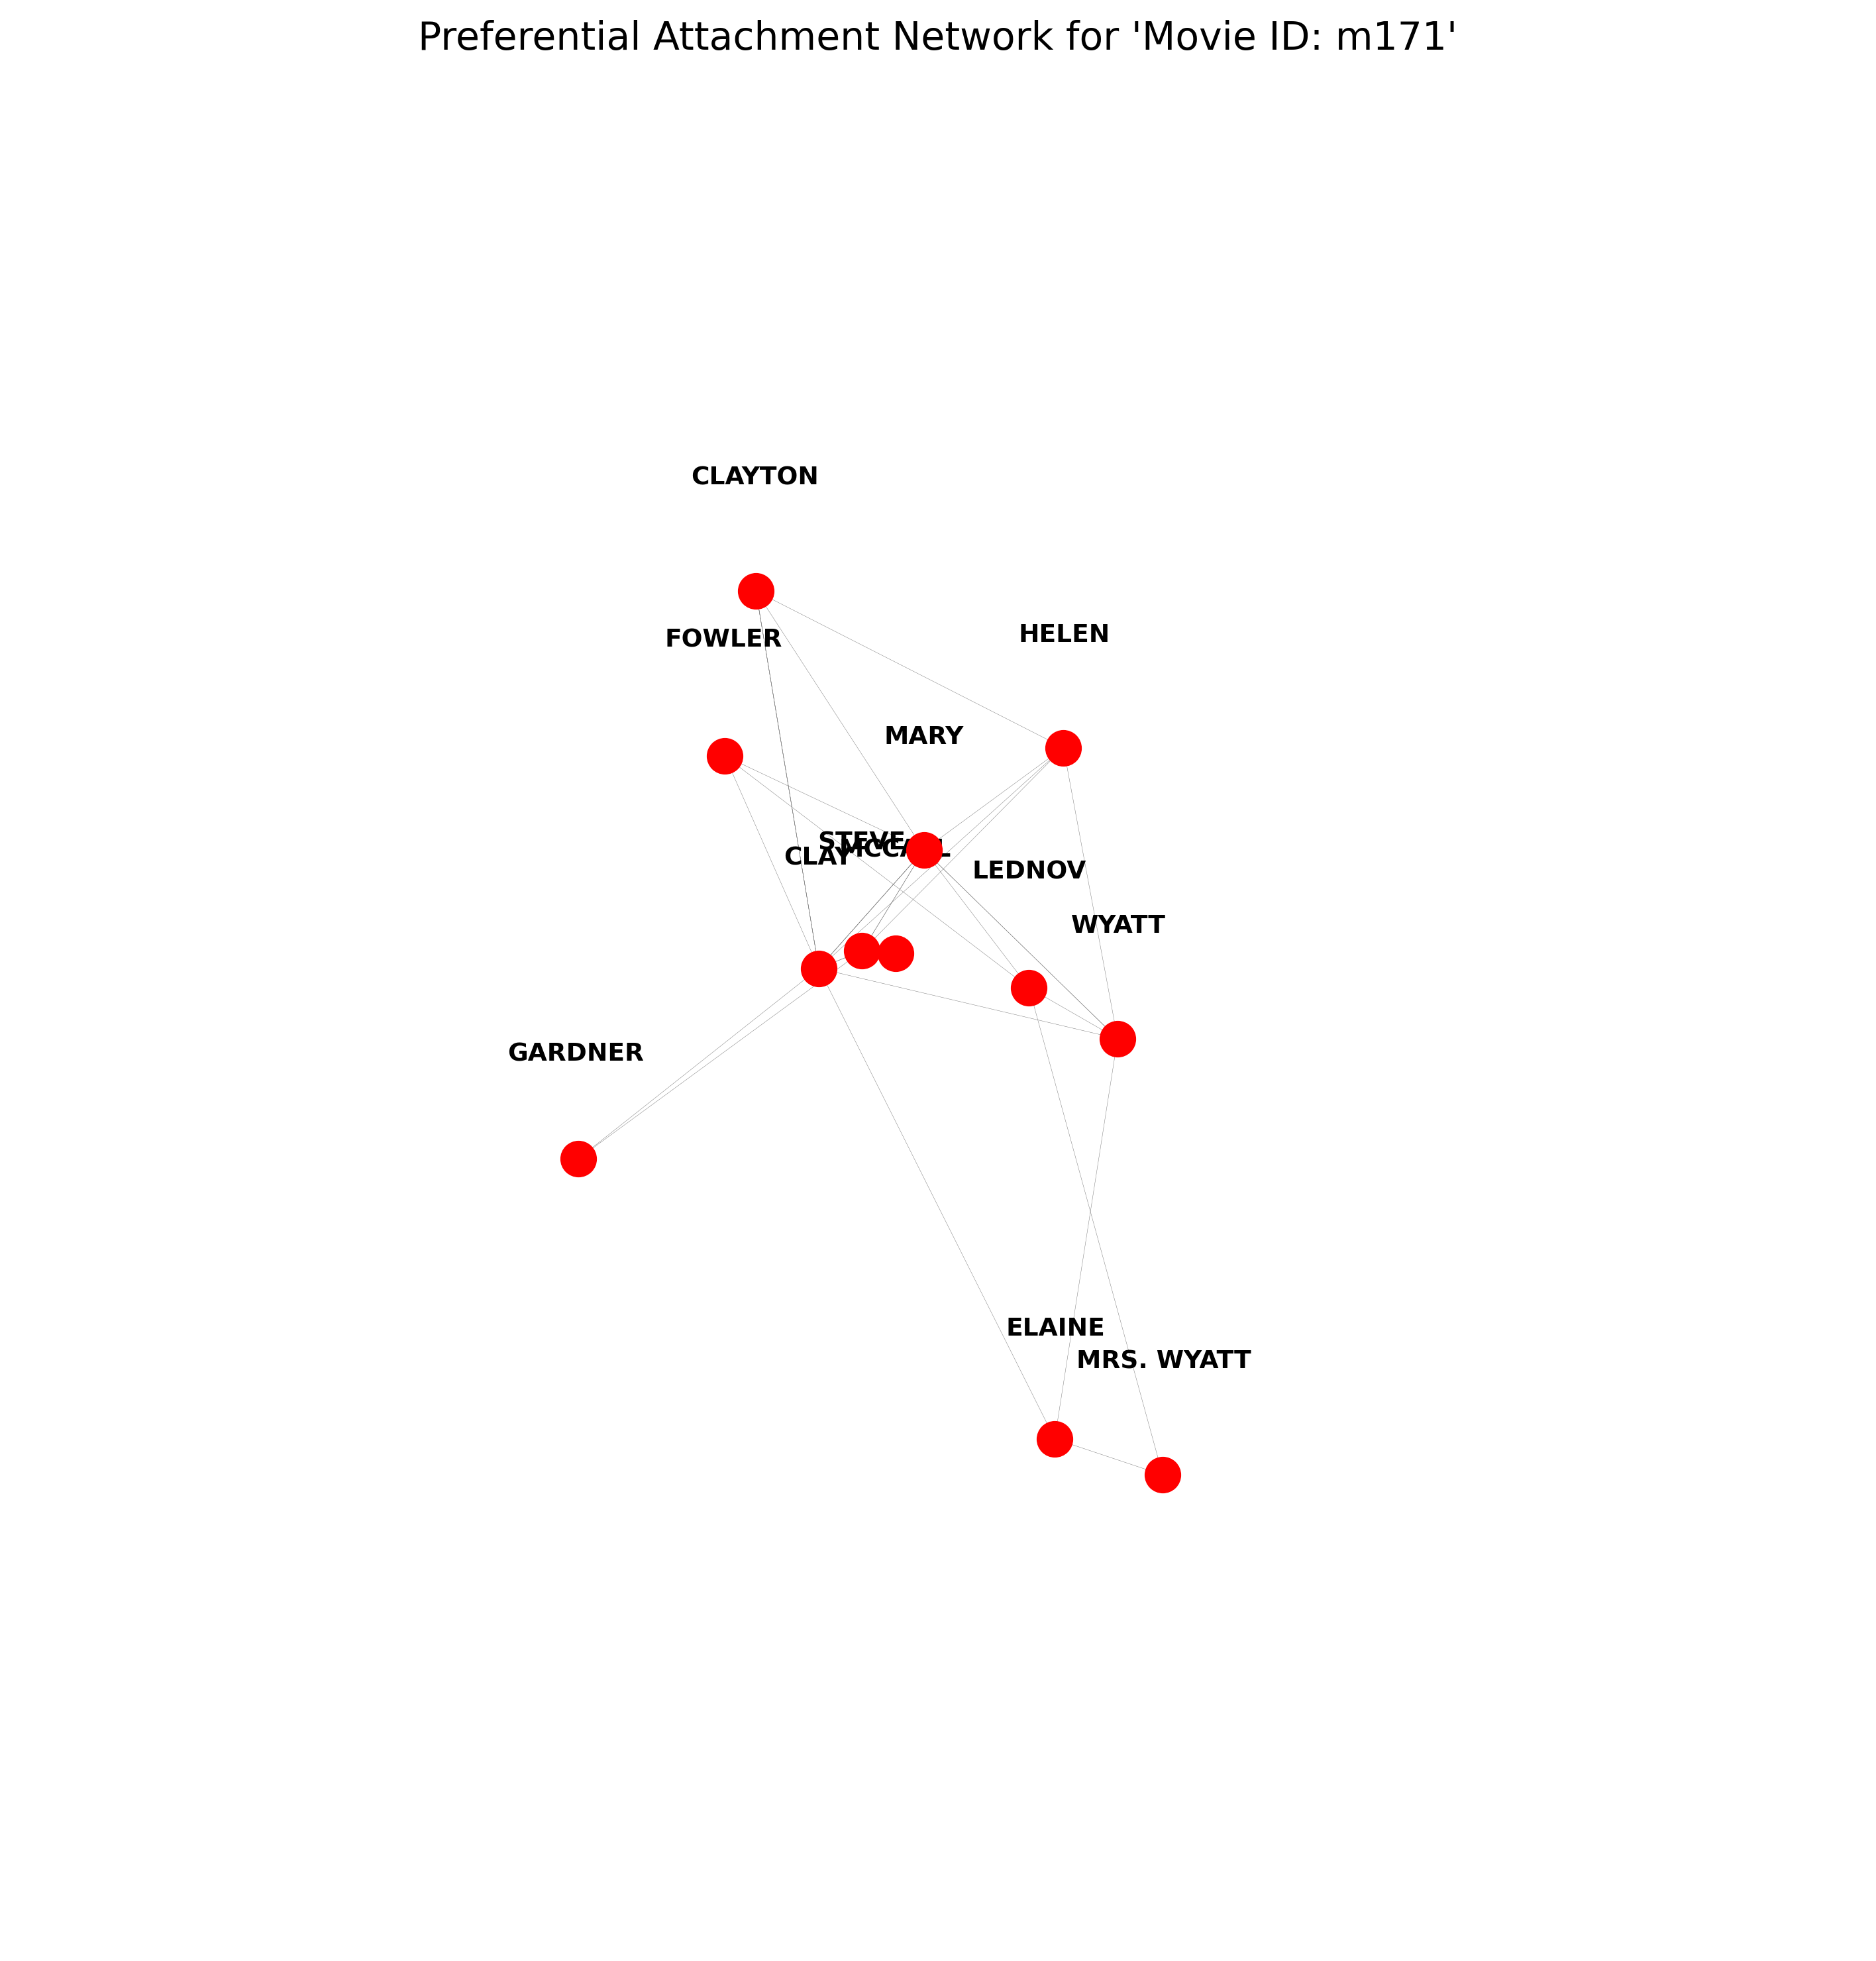 Preferential Attachment Network for 'Movie ID: m171'
CLAYTON
FOWLER
HELEN
MARY
STEVE
CLAY
LEDNOV
WYATT
GARDNER
ELAINE
MRS. WYATT